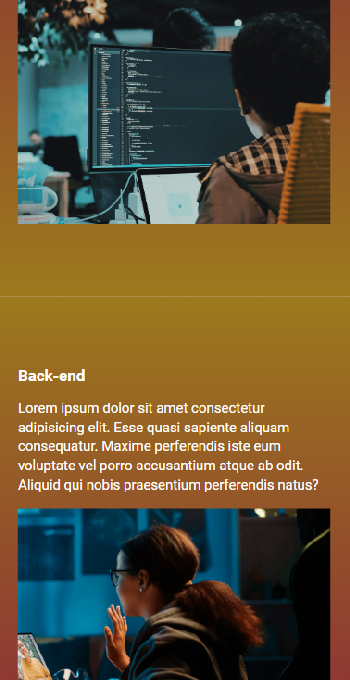 Back-end
Lorem ipsum dolor sit amet consectetur
adipisicing elit. Esse quasi sapiente aliquam
consequatur. Maxime perferendis iste eum
voluptate vel porro accusantium atque ab odit.
Aliquid qui nobis praesentium perferendis natus?